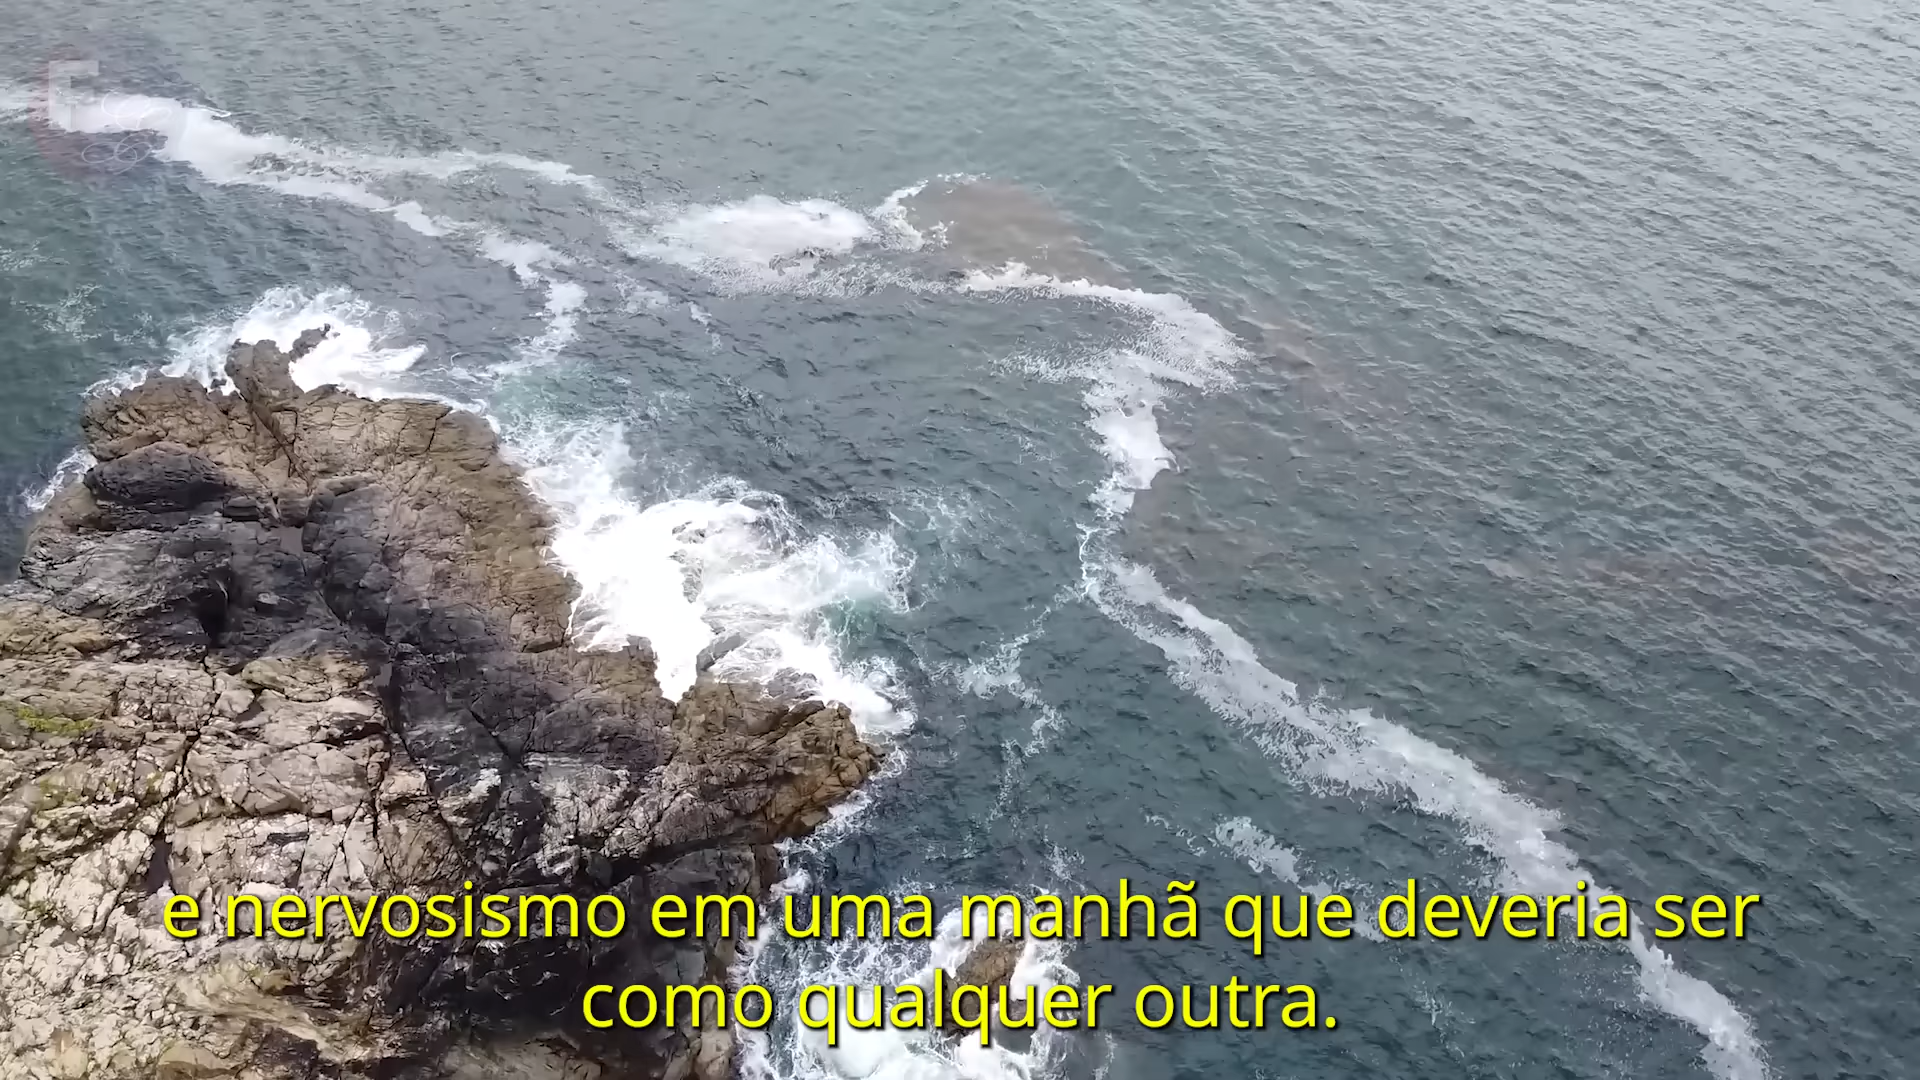 e nervosismo em uma manhã que deveria ser
como qualquer outra.